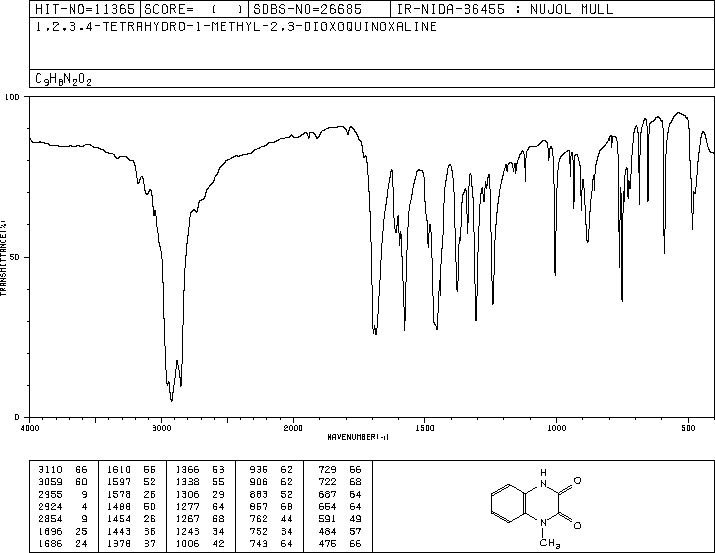 HIT-NO=11365 SCORE= ( ) SDBS-NO=26685 IR-NIDA-36455 : NUJOL MULL
1,2,3,4-TETRAHYDRO-1-METHYL-2,3-DIOXOQUINOXALINE
C9H8N2O2
100
50
0
TRANSMITTANCE(%)
4000 3000 2000 1500 1000 500
WAVENUMBER(-1)
3110 66 1610 56 1366 53 936 62 729 66
3059 60 1597 52 1338 55 906 62 722 68
2955 9 1578 26 1306 29 883 52 687 64
2924 4 1488 50 1277 64 857 68 664 64
2854 9 1454 26 1267 68 762 44 591 49
1696 25 1443 36 1243 34 752 34 484 57
1686 24 1378 37 1006 42 743 64 476 66
H
N
O
N
O
CH3